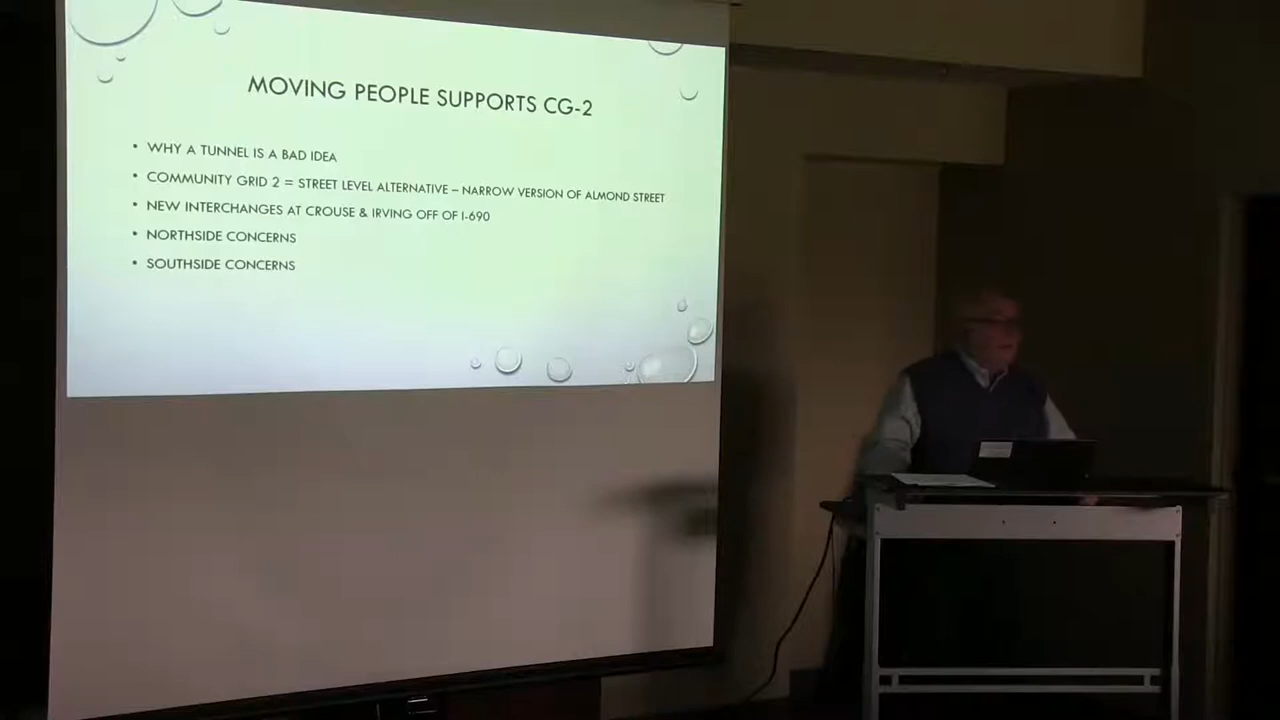 MOVING PEOPLE SUPPORTS CG-2
• WHY A TUNNEL IS A BAD IDEA
• COMMUNITY GRID 2 = STREET LEVEL ALTERNATIVE – NARROW VERSION OF ALMOND STREET
• NEW INTERCHANGES AT CROUSE & IRVING OFF OF I-690
• NORTHSIDE CONCERNS
• SOUTHSIDE CONCERNS